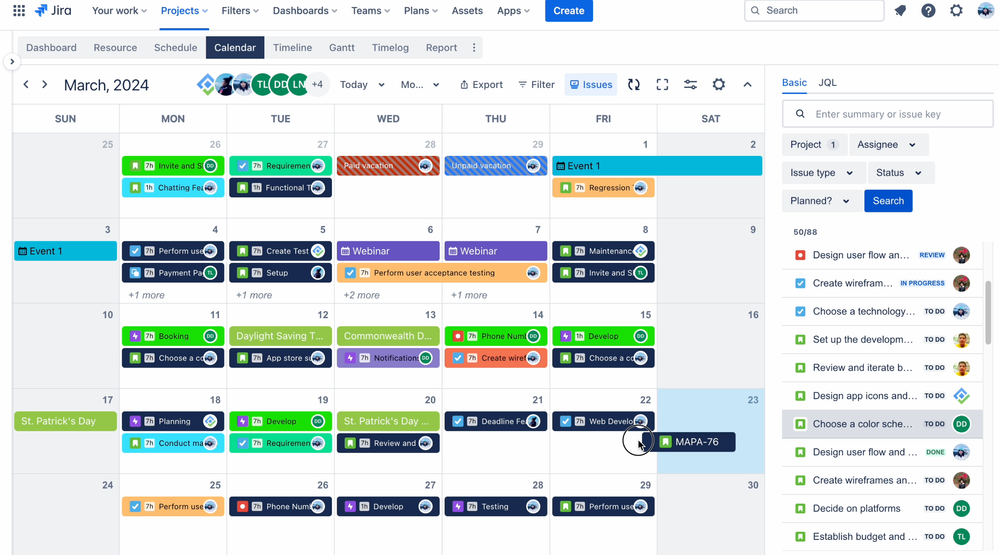 Jira Your work Projects Filters Dashboards Teams Plans Assets Apps Create Search
Dashboard Resource Schedule Calendar Timeline Gantt Timelog Report
March, 2024 TL DD LN +4 Today Mo... Export Filter Issues
SUN MON TUE WED THU FRI SAT
25 26 27 28 29 1 2
7h Invite and S DD 7h Requiremen Paid vacation Unpaid vacation Event 1
1h Chatting Fea 1h Functional T 7h Regression
3 4 5 6 7 8 9
Event 1 7h Perform use 7h Create Test Webinar Webinar 7h Maintenanc
7h Payment Pa TL 7h Setup 7h Perform user acceptance testing 7h Invite and S TL
+1 more +1 more +2 more +1 more
10 11 12 13 14 15 16
7h Booking DD Daylight Saving T... Commonwealth D... 7h Phone Num DD 1h Develop DD
7h Choose a co 7h App store su 7h Notification DD 7h Create wiref 7h Choose a co
17 18 19 20 21 22 23
St. Patrick's Day 7h Planning 7h Develop DD St. Patrick's Day ... 7h Deadline Fea 7h Web Develo
7h Conduct ma 7h Requiremen 7h Review and MAPA-76
24 25 26 27 28 29 30
7h Perform use 7h Phone Num 1h Develop 7h Testing 7h Perform use
Basic JQL
Enter summary or issue key
Project 1 Assignee
Issue type Status
Planned? Search
50/88
Design user flow an... REVIEW
Create wirefram... IN PROGRESS
Choose a technology... TO DO
Set up the developm... TO DO
Review and iterate b... TO DO
Design app icons and... TO DO
Choose a color sche... TO DO DD
Design user flow and ... DONE
Create wireframes an... TO DO
Decide on platforms TO DO DD
Establish budget and ... TO DO TL